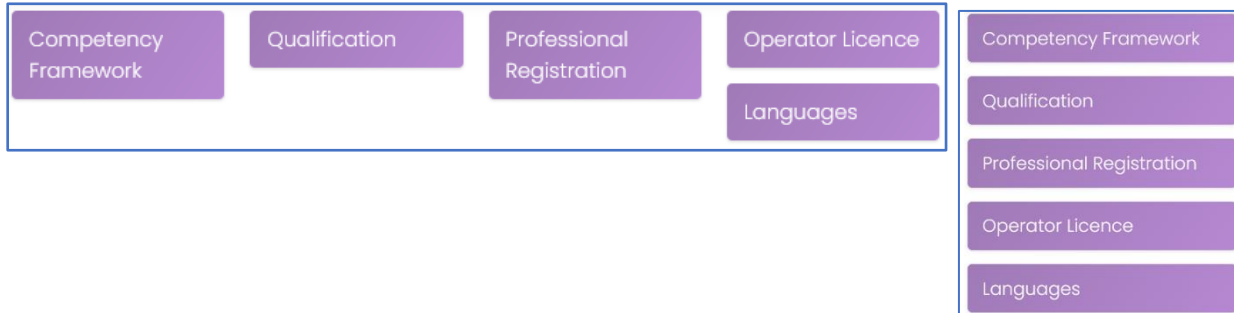 Competency
Framework
Qualification
Professional
Registration
Operator Licence
Languages
Competency Framework
Qualification
Professional Registration
Operator Licence
Languages